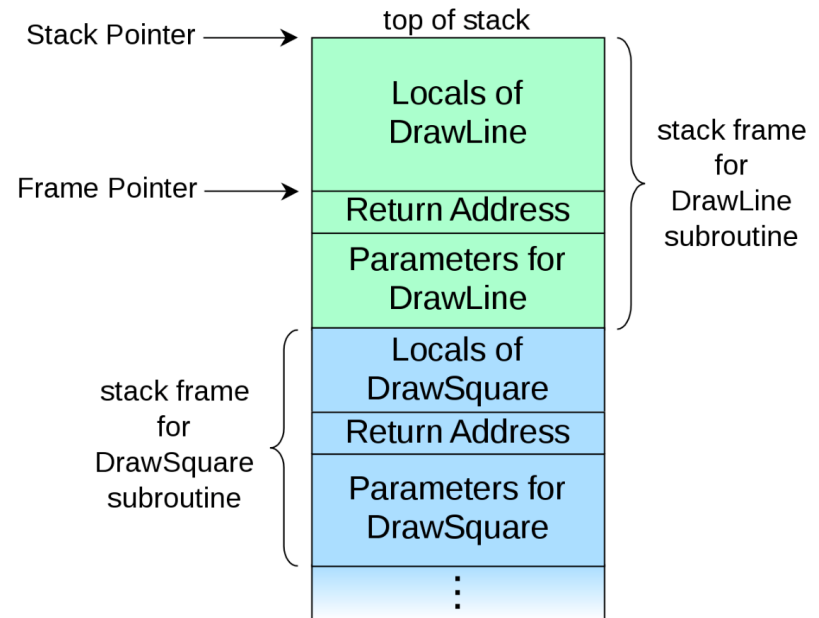 top of stack
Stack Pointer
Locals of
DrawLine
stack frame
for
DrawLine
subroutine
Frame Pointer
Return Address
Parameters for
DrawLine
Locals of
DrawSquare
stack frame
for
DrawSquare
subroutine
Return Address
Parameters for
DrawSquare
⋮